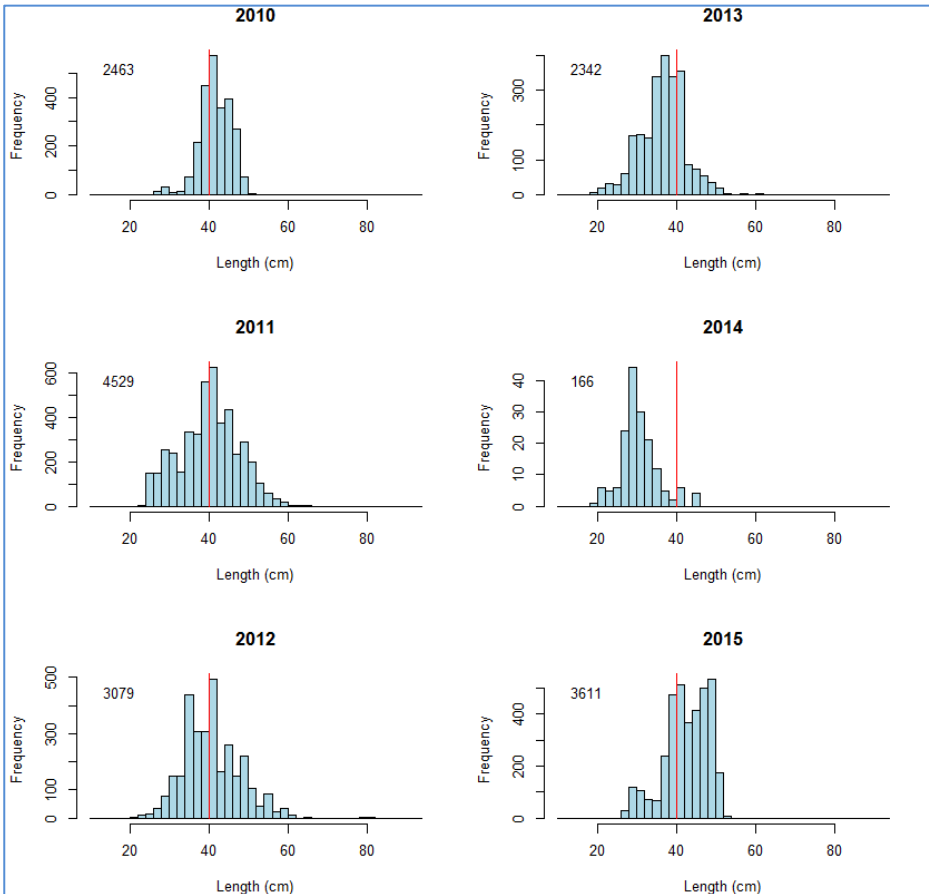 2010
2463
Frequency
0 200 400
20 40 60 80
Length (cm)
2013
2342
Frequency
0 100 300
20 40 60 80
Length (cm)
2011
4529
Frequency
0 200 400 600
20 40 60 80
Length (cm)
2014
166
Frequency
0 10 20 30 40
20 40 60 80
Length (cm)
2012
3079
Frequency
0 100 300 500
20 40 60 80
Length (cm)
2015
3611
Frequency
0 200 400
20 40 60 80
Length (cm)